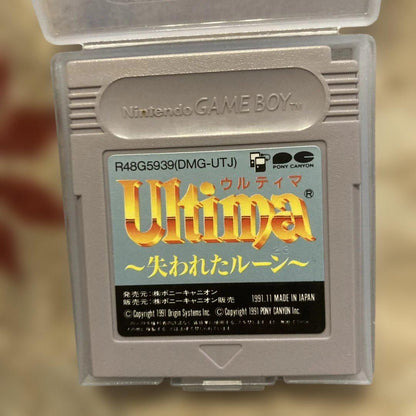 Nintendo GAME BOY™
R48G5939(DMG-UTJ)
PONY CANYON
ウルティマ
Ultima®
～失われたルーン～
発売元：㈱ポニーキャニオン
販売元：㈱ポニーキャニオン販売
1991.11 MADE IN JAPAN
© Copyright 1991 Origin Systems Inc.
© Copyright 1991 PONY CANYON Inc.